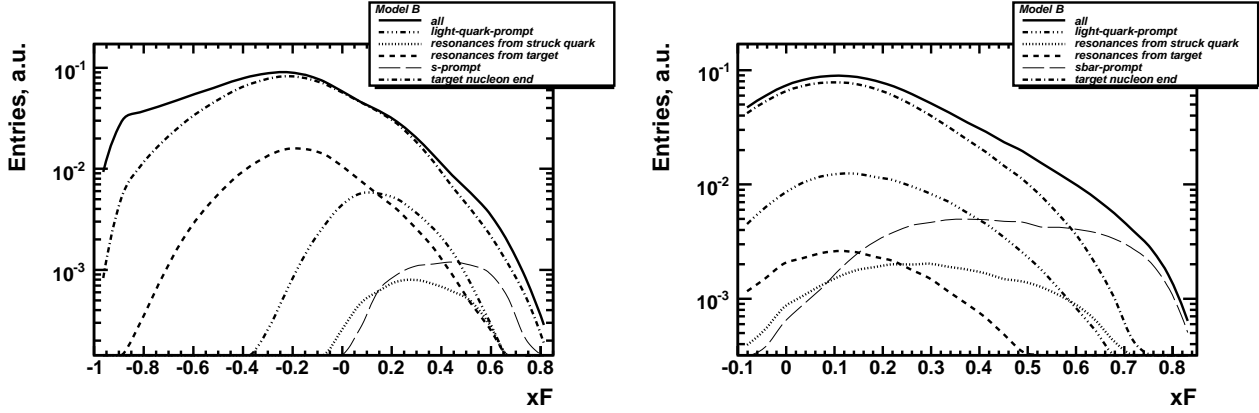 Model B
all
light-quark-prompt
resonances from struck quark
resonances from target
s-prompt
target nucleon end
Entries, a.u.
10^-1
10^-2
10^-3
-1 -0.8 -0.6 -0.4 -0.2 -0 0.2 0.4 0.6 0.8
xF
Model B
all
light-quark-prompt
resonances from struck quark
resonances from target
sbar-prompt
target nucleon end
Entries, a.u.
10^-1
10^-2
10^-3
-0.1 0 0.1 0.2 0.3 0.4 0.5 0.6 0.7 0.8
xF